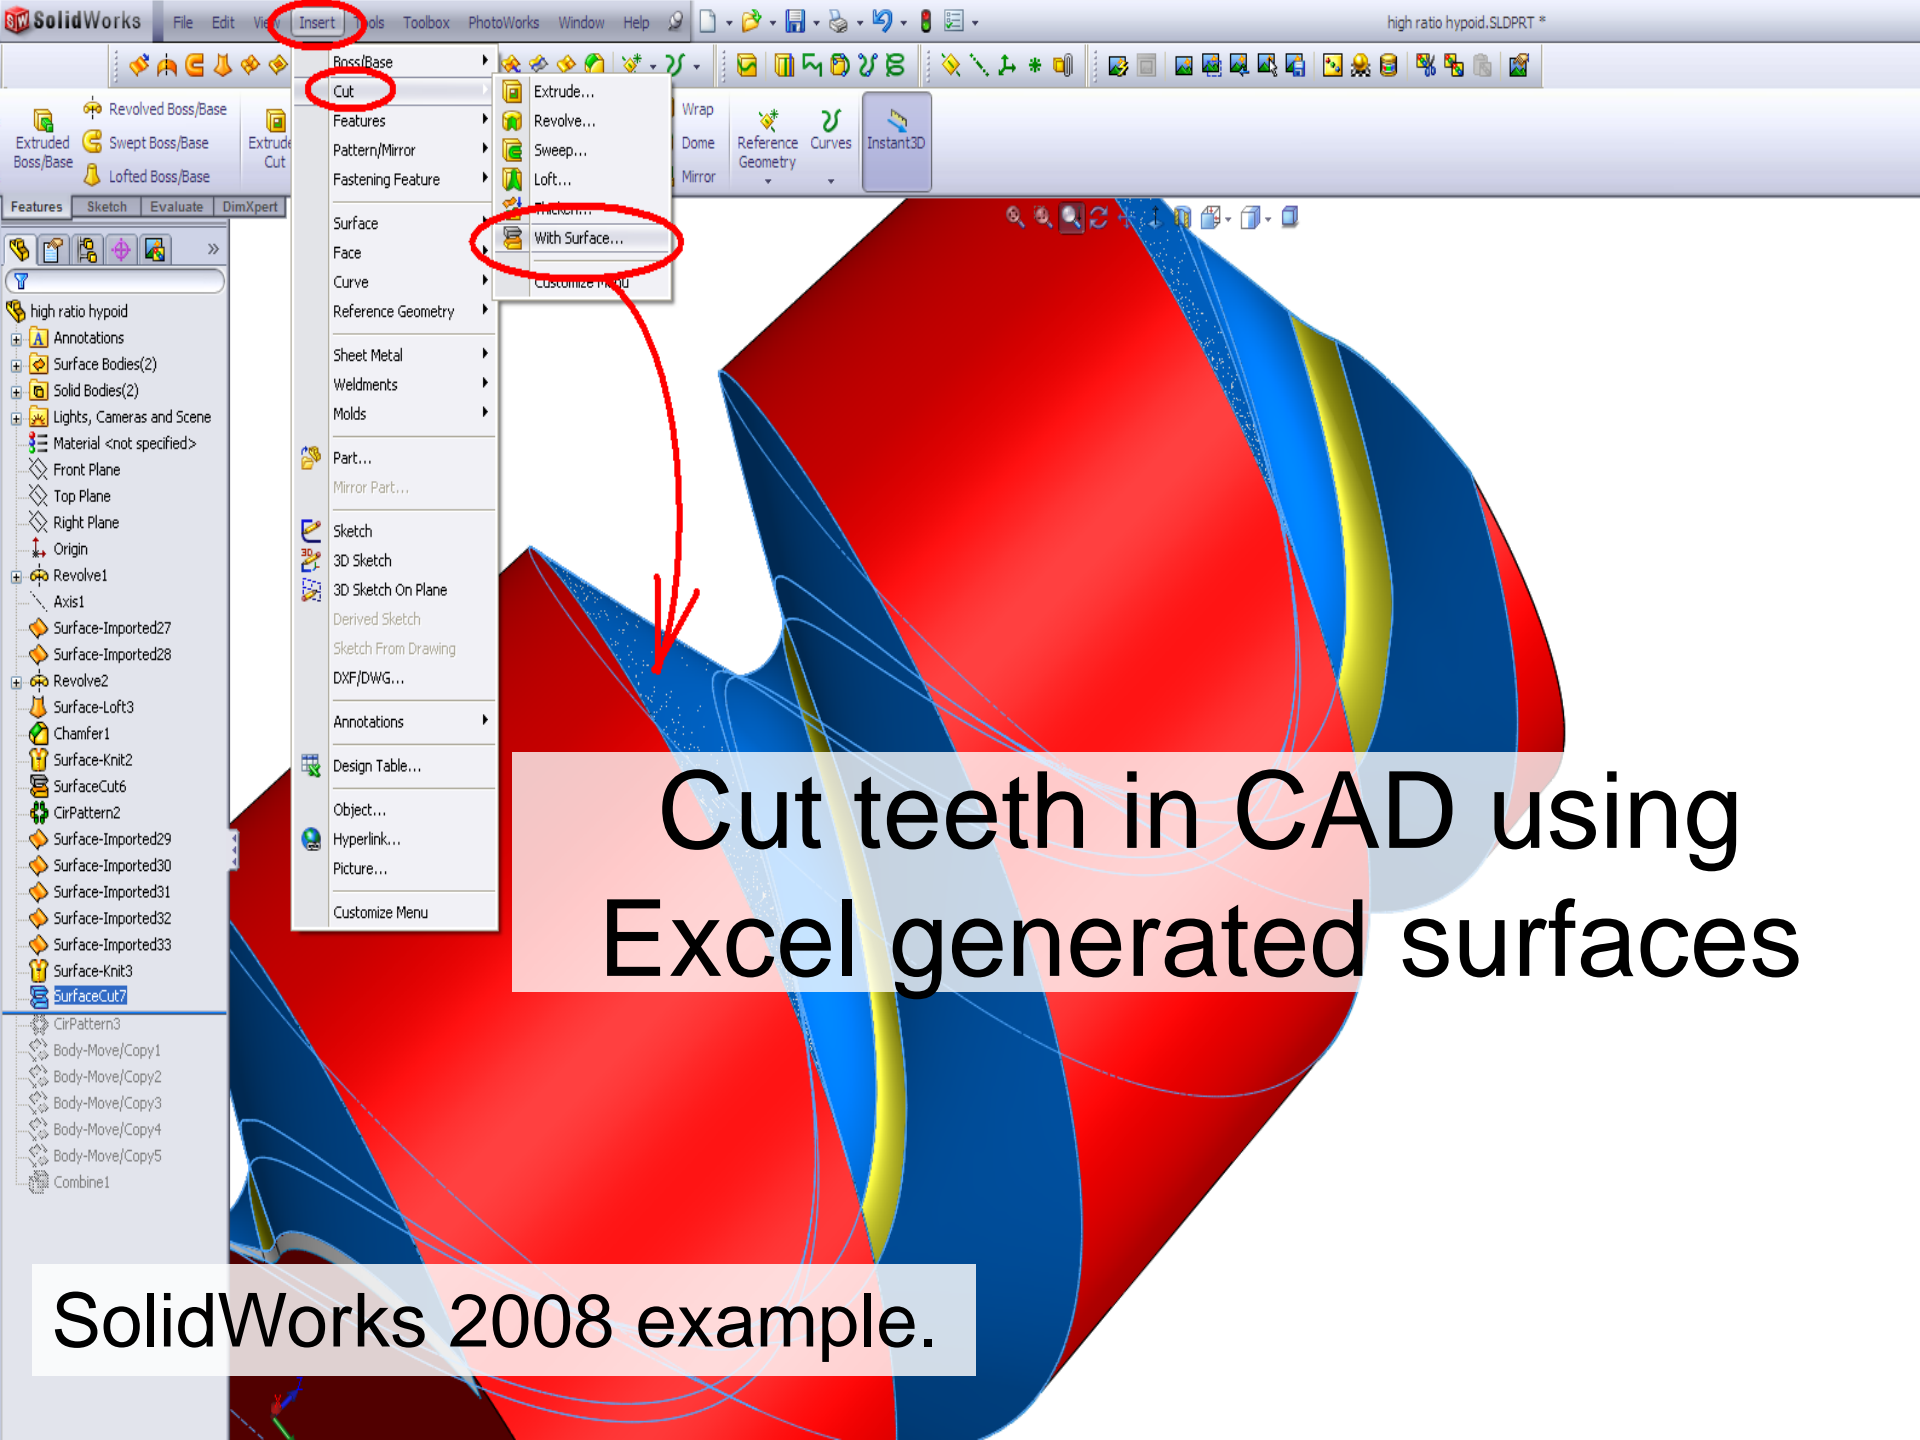 SolidWorks File Edit View Insert Tools Toolbox PhotoWorks Window Help high ratio hypoid.SLDPRT *
Extruded Boss/Base
Revolved Boss/Base
Swept Boss/Base
Lofted Boss/Base
Cut
Wrap
Dome
Mirror
Reference Geometry
Curves
Instant3D
Features Sketch Evaluate DimXpert
high ratio hypoid
Annotations
Surface Bodies(2)
Solid Bodies(2)
Lights, Cameras and Scene
Material <not specified>
Front Plane
Top Plane
Right Plane
Origin
Revolve1
Axis1
Surface-Imported27
Surface-Imported28
Revolve2
Surface-Loft3
Chamfer1
Surface-Knit2
SurfaceCut6
CirPattern2
Surface-Imported29
Surface-Imported30
Surface-Imported31
Surface-Imported32
Surface-Imported33
Surface-Knit3
SurfaceCut7
CirPattern3
Body-Move/Copy1
Body-Move/Copy2
Body-Move/Copy3
Body-Move/Copy4
Body-Move/Copy5
Combine1
Boss/Base
Cut
Features
Pattern/Mirror
Fastening Feature
Surface
Face
Curve
Reference Geometry
Sheet Metal
Weldments
Molds
Part...
Mirror Part...
Sketch
3D Sketch
3D Sketch On Plane
Derived Sketch
Sketch From Drawing
DXF/DWG...
Annotations
Design Table...
Object...
Hyperlink...
Picture...
Customize Menu
Extrude...
Revolve...
Sweep...
Loft...
Thicken...
With Surface...
Customize Menu
Cut teeth in CAD using
Excel generated surfaces
SolidWorks 2008 example.